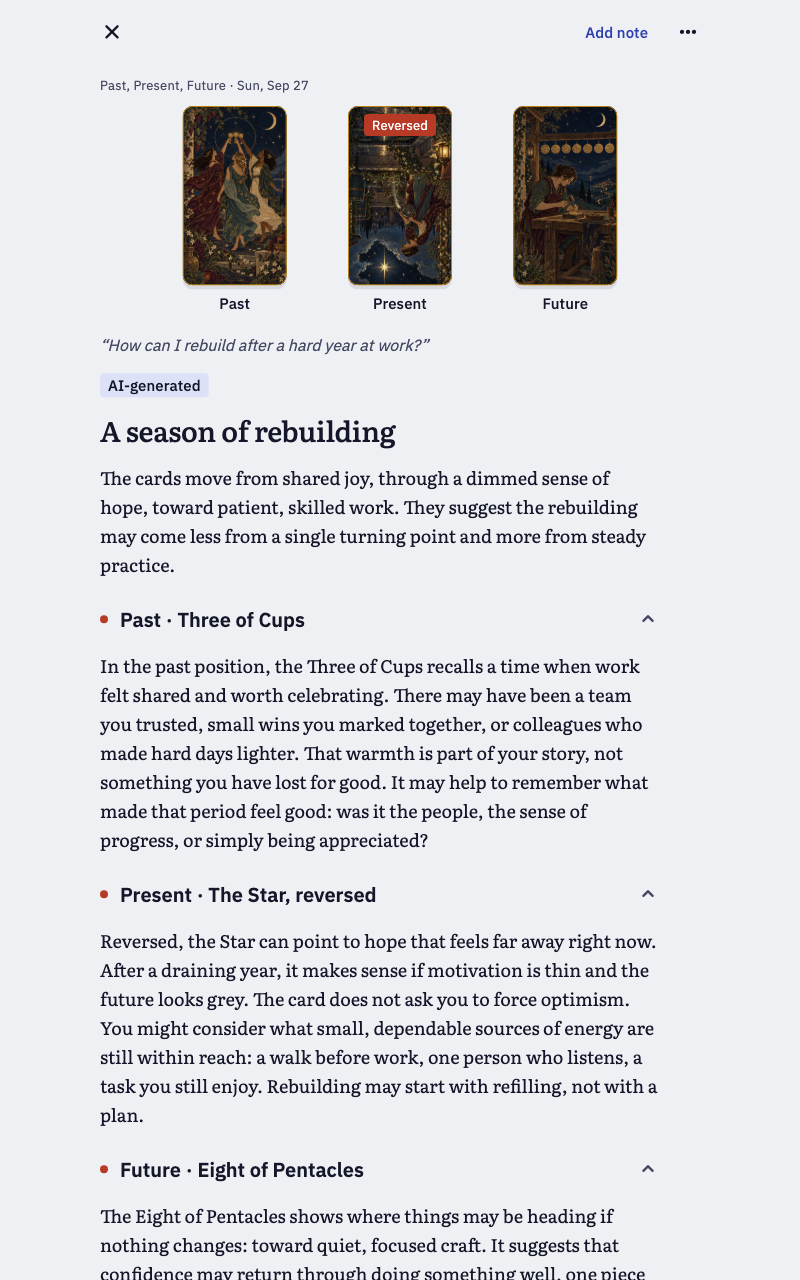 Add note
Past, Present, Future · Sun, Sep 27
Reversed
Past
Present
Future
“How can I rebuild after a hard year at work?”
AI-generated
A season of rebuilding
The cards move from shared joy, through a dimmed sense of
hope, toward patient, skilled work. They suggest the rebuilding
may come less from a single turning point and more from steady
practice.
Past · Three of Cups
In the past position, the Three of Cups recalls a time when work
felt shared and worth celebrating. There may have been a team
you trusted, small wins you marked together, or colleagues who
made hard days lighter. That warmth is part of your story, not
something you have lost for good. It may help to remember what
made that period feel good: was it the people, the sense of
progress, or simply being appreciated?
Present · The Star, reversed
Reversed, the Star can point to hope that feels far away right now.
After a draining year, it makes sense if motivation is thin and the
future looks grey. The card does not ask you to force optimism.
You might consider what small, dependable sources of energy are
still within reach: a walk before work, one person who listens, a
task you still enjoy. Rebuilding may start with refilling, not with a
plan.
Future · Eight of Pentacles
The Eight of Pentacles shows where things may be heading if
nothing changes: toward quiet, focused craft. It suggests that
confidence may return through doing something well, one piece